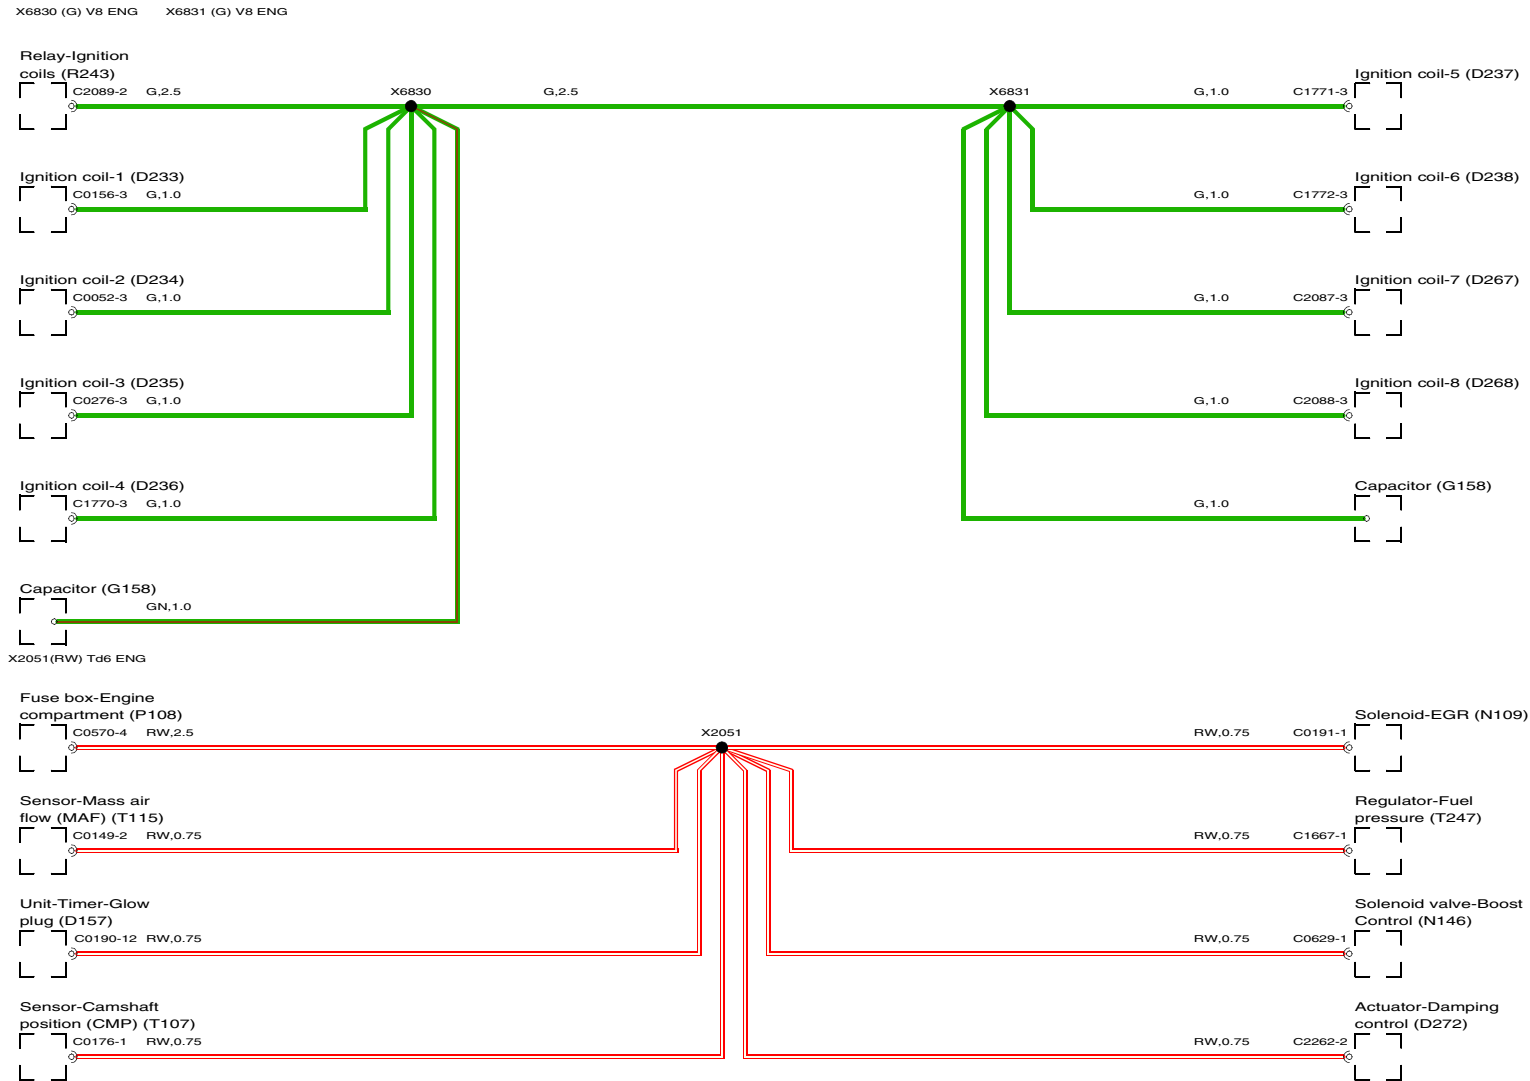 X6830 (G) V8 ENG X6831 (G) V8 ENG
Relay-Ignition
coils (R243)
C2089-2 G,2.5
X6830
G,2.5
X6831
G,1.0 C1771-3
Ignition coil-5 (D237)
Ignition coil-1 (D233)
C0156-3 G,1.0
Ignition coil-6 (D238)
G,1.0 C1772-3
Ignition coil-2 (D234)
C0052-3 G,1.0
Ignition coil-7 (D267)
G,1.0 C2087-3
Ignition coil-3 (D235)
C0276-3 G,1.0
Ignition coil-8 (D268)
G,1.0 C2088-3
Ignition coil-4 (D236)
C1770-3 G,1.0
Capacitor (G158)
G,1.0
Capacitor (G158)
GN,1.0
X2051(RW) Td6 ENG
Fuse box-Engine
compartment (P108)
C0570-4 RW,2.5
X2051
Solenoid-EGR (N109)
RW,0.75 C0191-1
Sensor-Mass air
flow (MAF) (T115)
C0149-2 RW,0.75
Regulator-Fuel
pressure (T247)
RW,0.75 C1667-1
Unit-Timer-Glow
plug (D157)
C0190-12 RW,0.75
Solenoid valve-Boost
Control (N146)
RW,0.75 C0629-1
Sensor-Camshaft
position (CMP) (T107)
C0176-1 RW,0.75
Actuator-Damping
control (D272)
RW,0.75 C2262-2